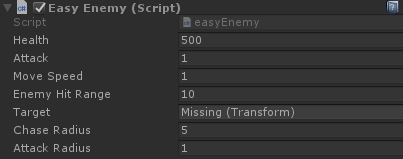 Easy Enemy (Script)
Script easyEnemy
Health 500
Attack 1
Move Speed 1
Enemy Hit Range 10
Target Missing (Transform)
Chase Radius 5
Attack Radius 1